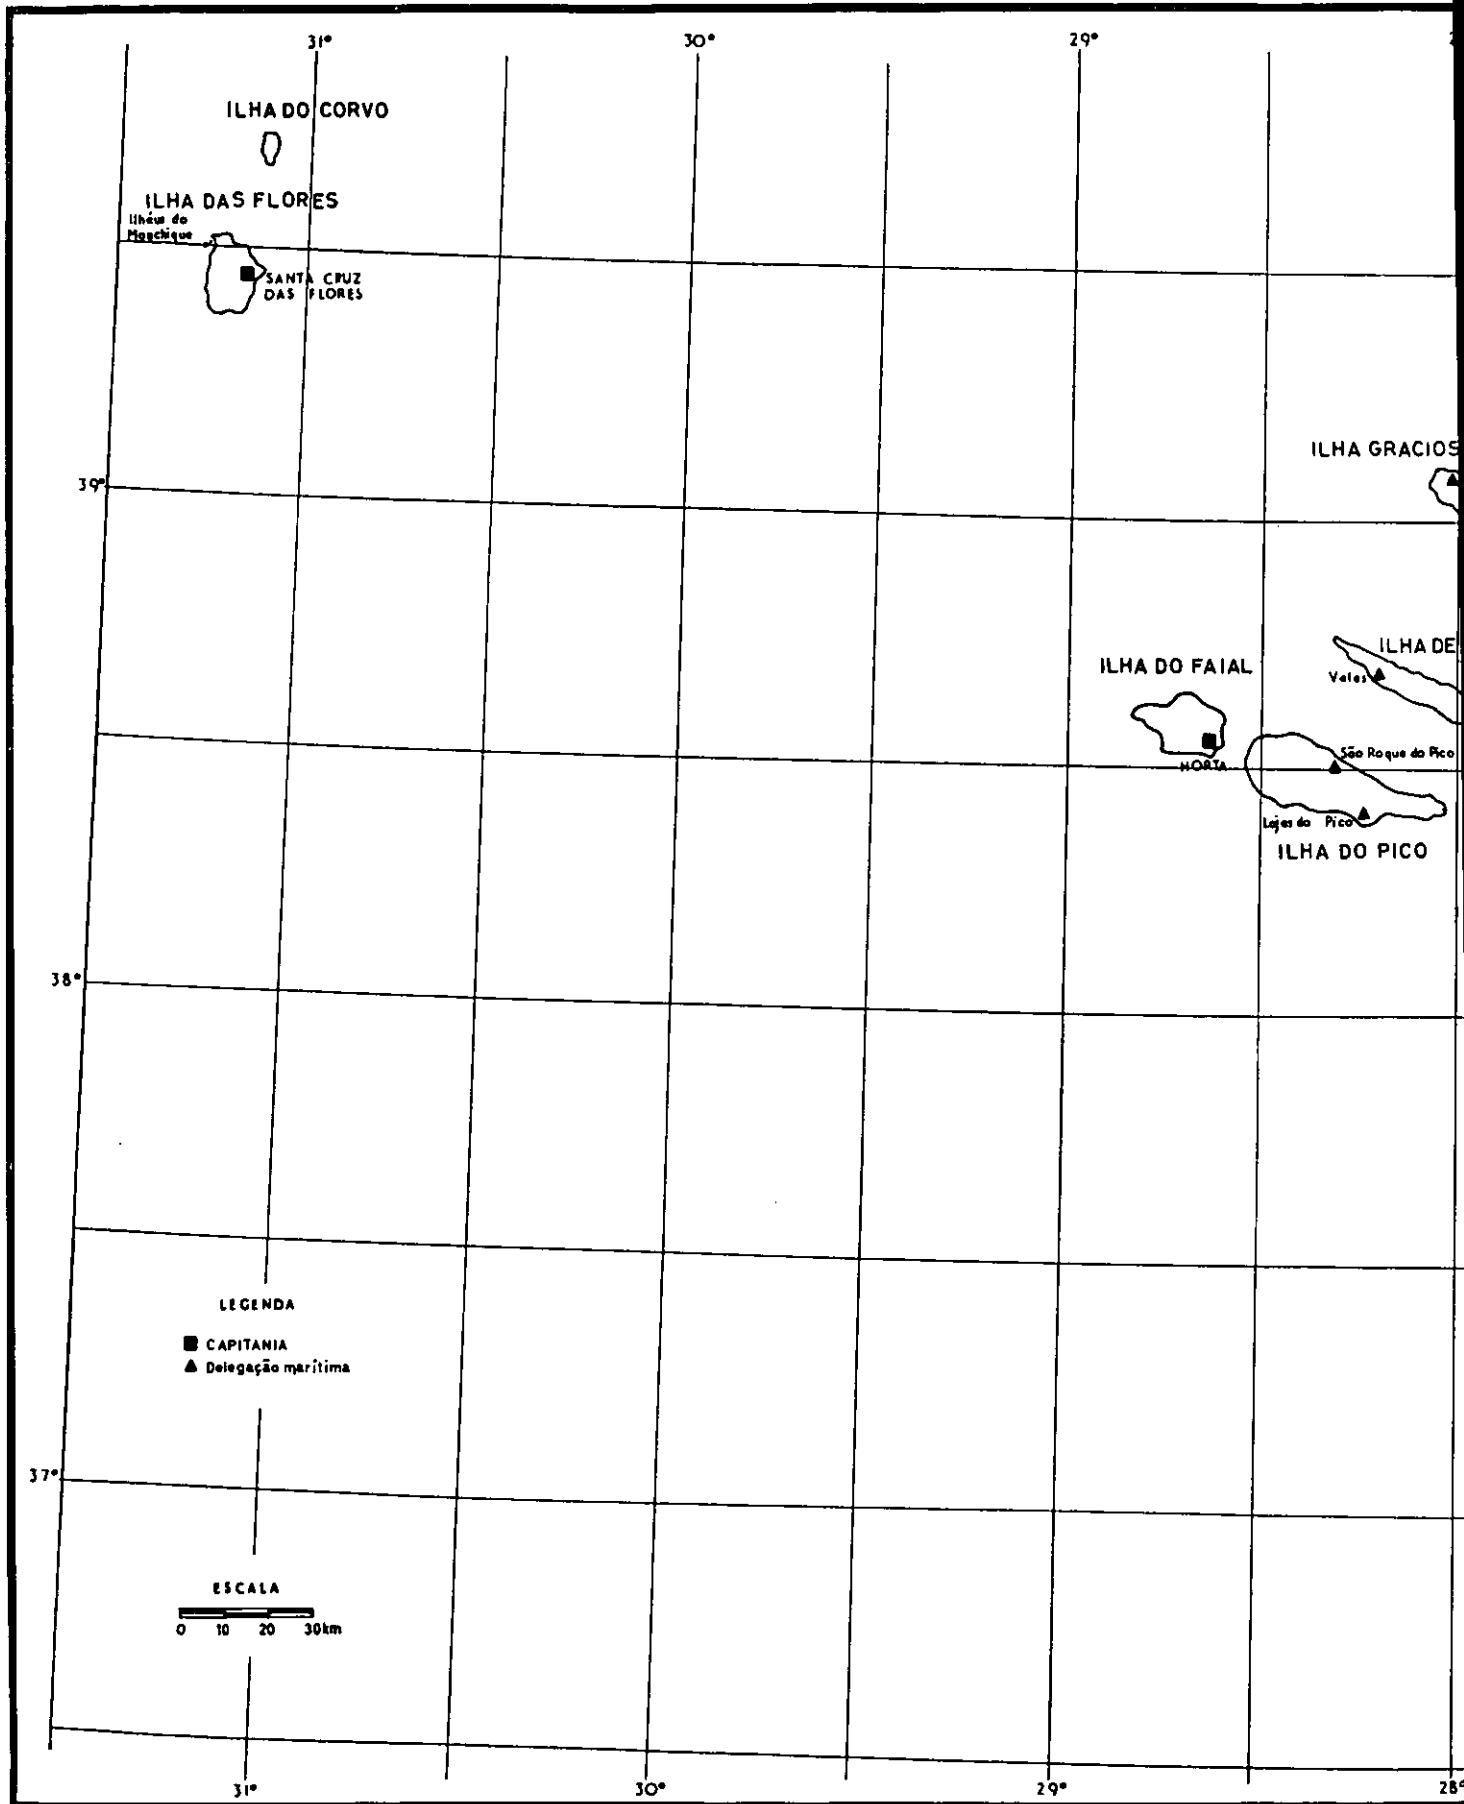 31°
30°
29°
ILHA DO CORVO
ILHA DAS FLORES
Ilhéus do
Monchique
SANTA CRUZ
DAS FLORES
ILHA GRACIOS
39°
ILHA DE
ILHA DO FAIAL
Velas
São Roque do Pico
HORTA
Lajes do Pico
ILHA DO PICO
38°
LEGENDA
CAPITANIA
Delegação marítima
37°
ESCALA
0 10 20 30km
31°
30°
29°
28°